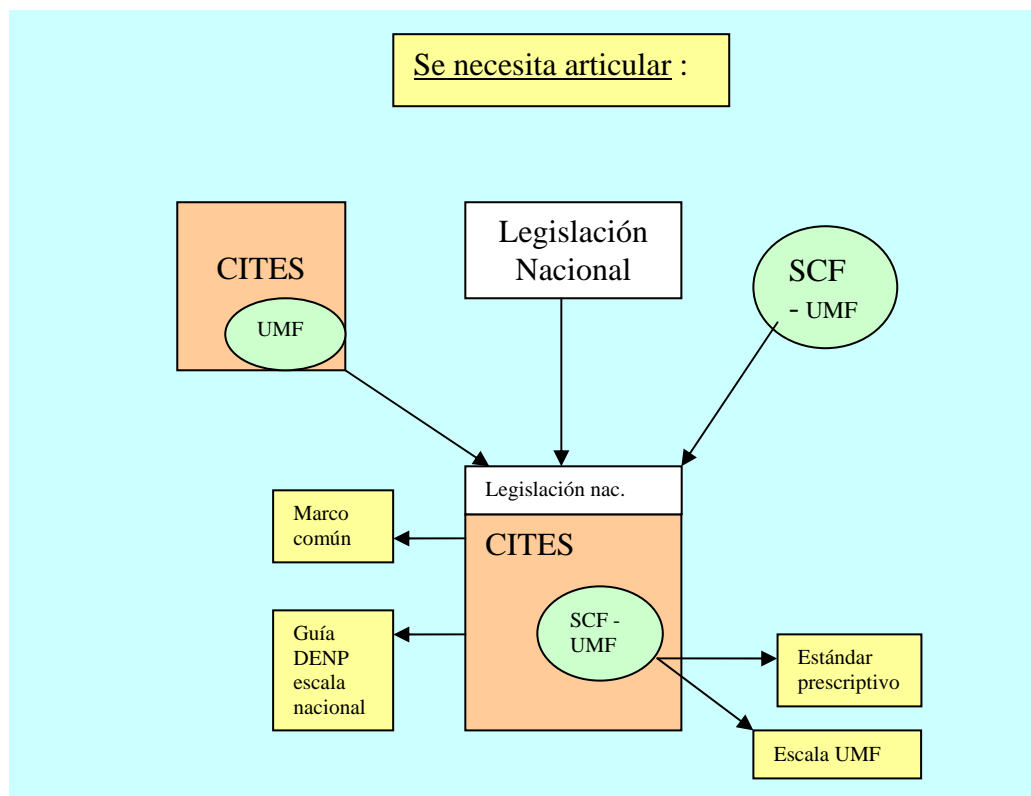 Se necesita articular :
CITES
UMF
Legislación
Nacional
SCF
- UMF
Legislación nac.
CITES
SCF -
UMF
Marco
común
Guía
DENP
escala
nacional
Estándar
prescriptivo
Escala UMF